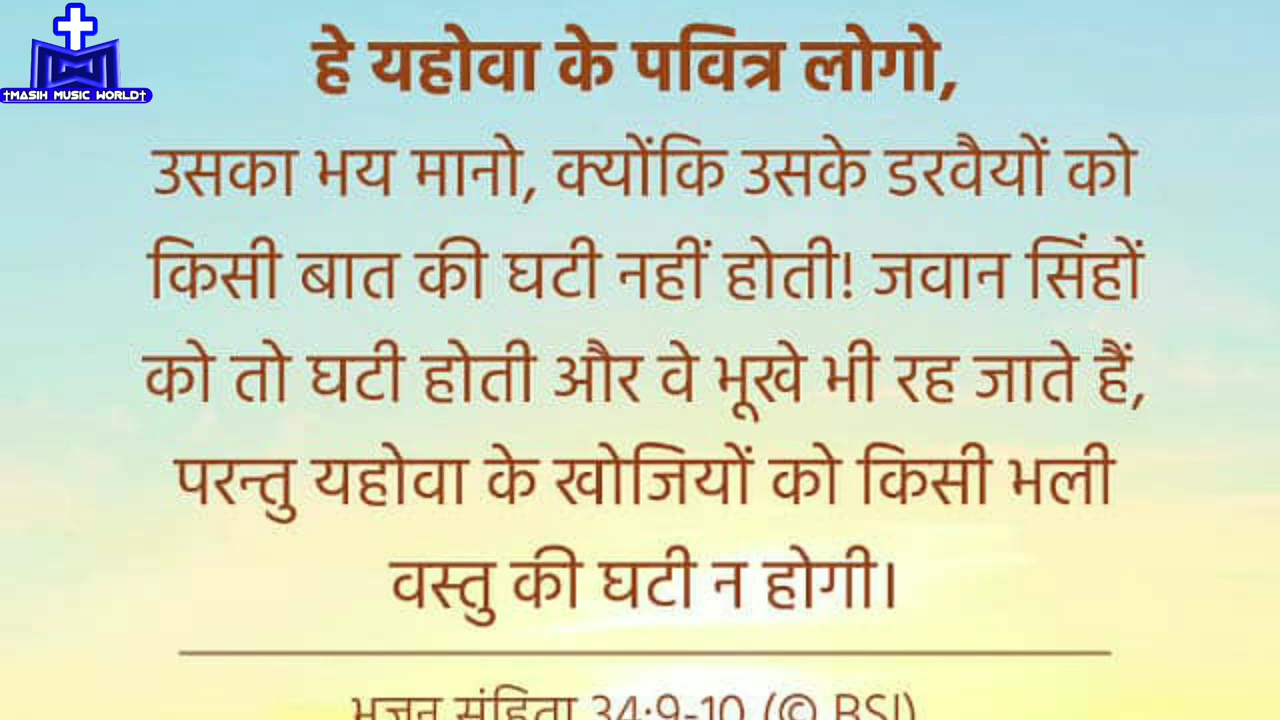 †MASIH MUSIC WORLD†
हे यहोवा के पवित्र लोगो,
उसका भय मानो, क्योंकि उसके डरवैयों को
किसी बात की घटी नहीं होती! जवान सिंहों
को तो घटी होती और वे भूखे भी रह जाते हैं,
परन्तु यहोवा के खोजियों को किसी भली
वस्तु की घटी न होगी।
भजन संहिता 34:9-10 (© BSI)